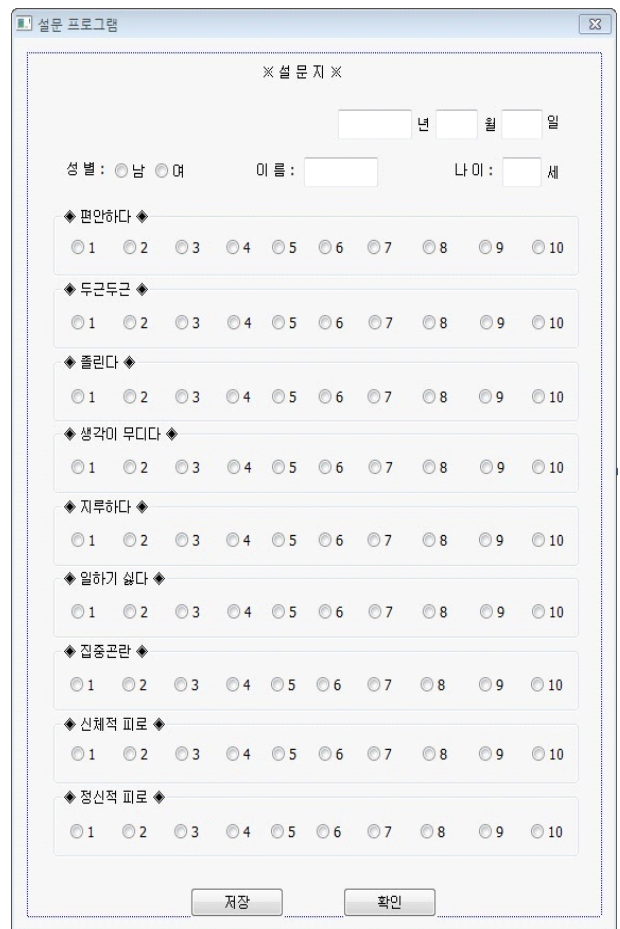 설문 프로그램
※ 설 문 지 ※
년 월 일
성 별 : 남 여 이 름 : 나 이 : 세
◈ 편안하다 ◈
1 2 3 4 5 6 7 8 9 10
◈ 두근두근 ◈
1 2 3 4 5 6 7 8 9 10
◈ 졸린다 ◈
1 2 3 4 5 6 7 8 9 10
◈ 생각이 무디다 ◈
1 2 3 4 5 6 7 8 9 10
◈ 지루하다 ◈
1 2 3 4 5 6 7 8 9 10
◈ 일하기 싫다 ◈
1 2 3 4 5 6 7 8 9 10
◈ 집중곤란 ◈
1 2 3 4 5 6 7 8 9 10
◈ 신체적 피로 ◈
1 2 3 4 5 6 7 8 9 10
◈ 정신적 피로 ◈
1 2 3 4 5 6 7 8 9 10
저장 확인